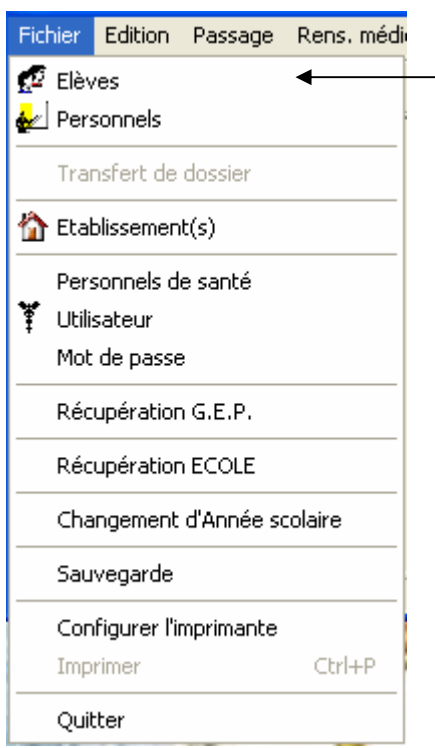 Fichier Edition Passage Rens. médi
Elèves
Personnels
Transfert de dossier
Etablissement(s)
Personnels de santé
Utilisateur
Mot de passe
Récupération G.E.P.
Récupération ECOLE
Changement d'Année scolaire
Sauvegarde
Configurer l'imprimante
Imprimer Ctrl+P
Quitter